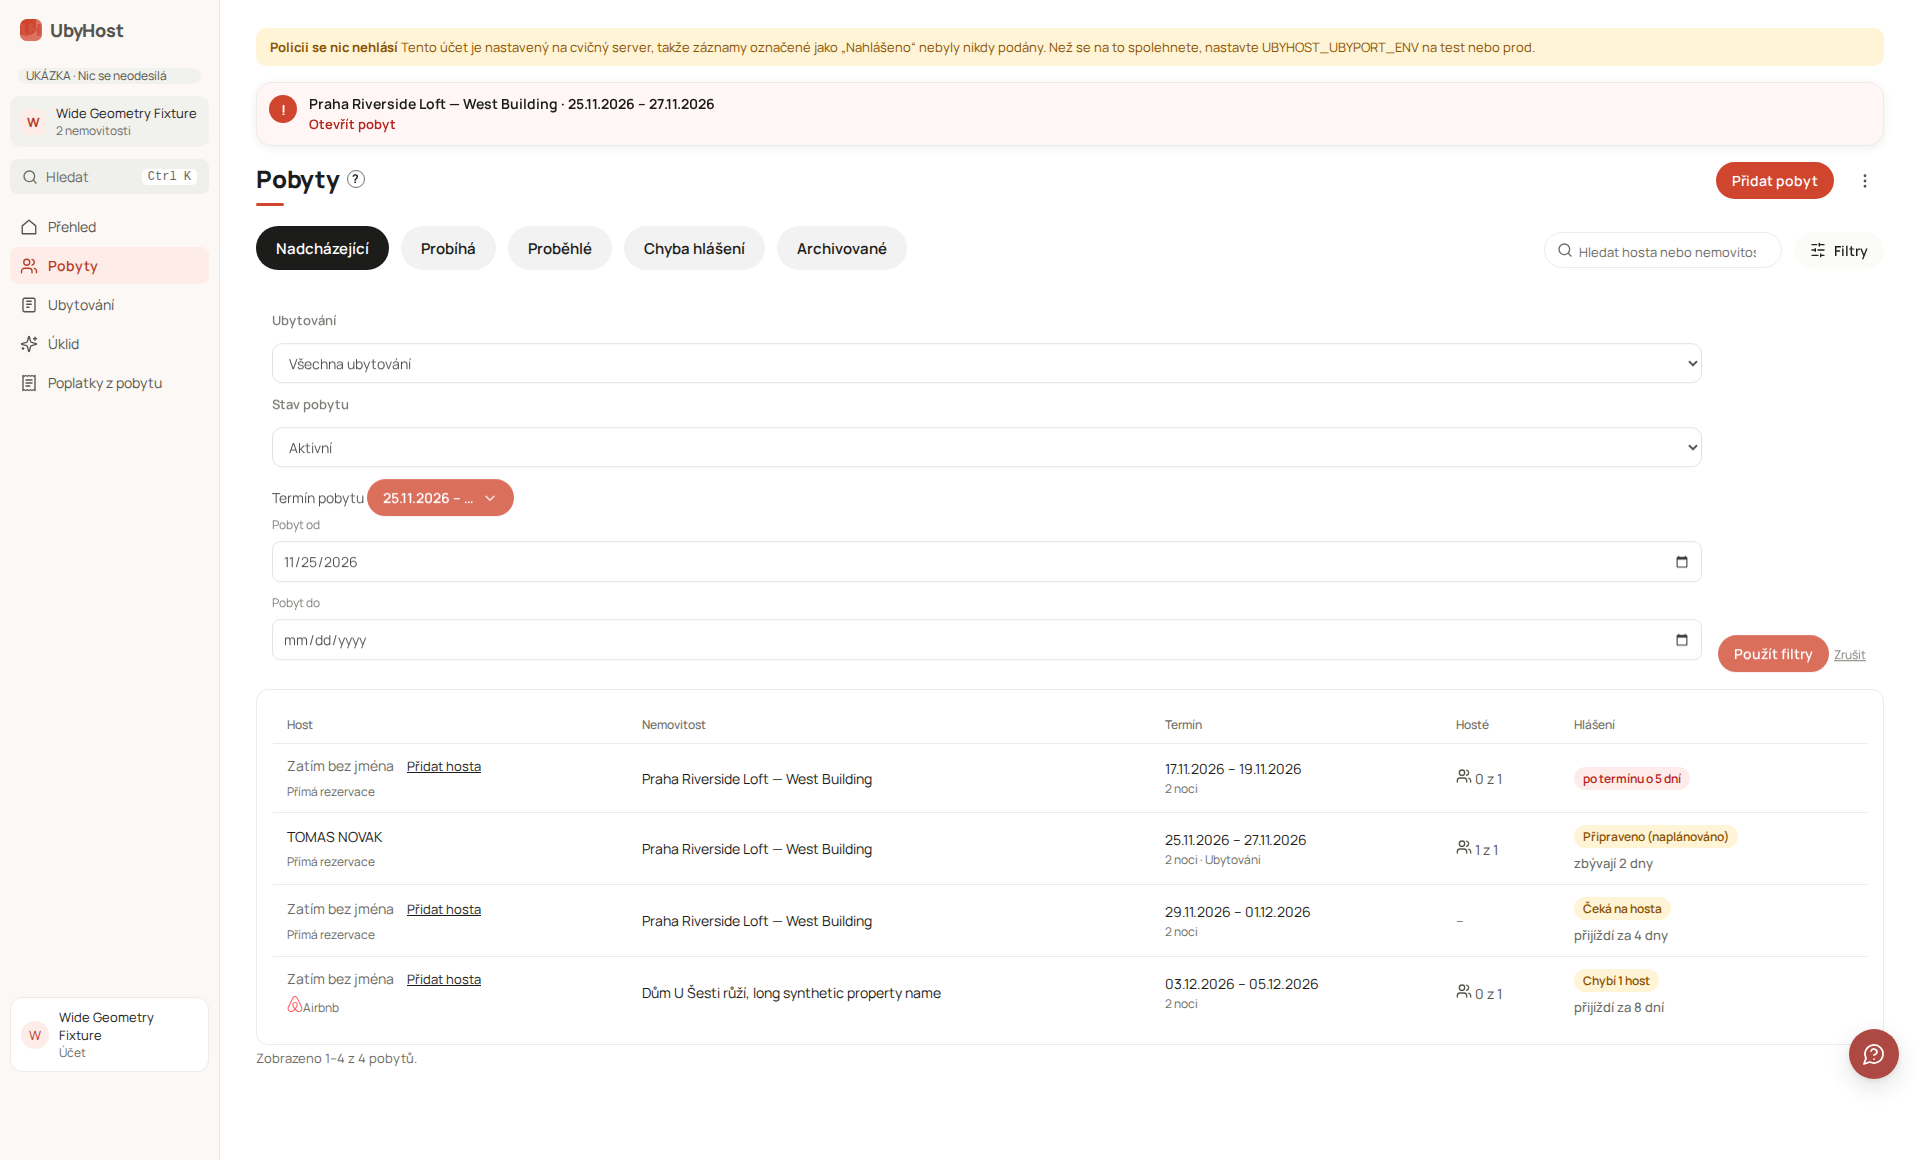 UbyHost
UKÁZKA · Nic se neodesílá
W
Wide Geometry Fixture
2 nemovitosti
Hledat
Ctrl K
Přehled
Pobyty
Ubytování
Úklid
Poplatky z pobytu
W
Wide Geometry
Fixture
Účet
Policii se nic nehlásí Tento účet je nastavený na cvičný server, takže záznamy označené jako „Nahlášeno“ nebyly nikdy podány. Než se na to spolehnete, nastavte UBYHOST_UBYPORT_ENV na test nebo prod.
!
Praha Riverside Loft — West Building · 25.11.2026 – 27.11.2026
Otevřít pobyt
Pobyty ?
Přidat pobyt
Nadcházející
Probíhá
Proběhlé
Chyba hlášení
Archivované
Hledat hosta nebo nemovitos
Filtry
Ubytování
Všechna ubytování
Stav pobytu
Aktivní
Termín pobytu 25.11.2026 – ...
Pobyt od
11/25/2026
Pobyt do
mm/dd/yyyy
Použít filtry Zrušit
Host Nemovitost Termín Hosté Hlášení
Zatím bez jména Přidat hosta
Přímá rezervace
Praha Riverside Loft — West Building
17.11.2026 – 19.11.2026
2 noci
0 z 1
po termínu o 5 dní
TOMAS NOVAK
Přímá rezervace
Praha Riverside Loft — West Building
25.11.2026 – 27.11.2026
2 noci · Ubytováni
1 z 1
Připraveno (naplánováno)
zbývají 2 dny
Zatím bez jména Přidat hosta
Přímá rezervace
Praha Riverside Loft — West Building
29.11.2026 – 01.12.2026
2 noci
–
Čeká na hosta
přijíždí za 4 dny
Zatím bez jména Přidat hosta
Airbnb
Dům U Šesti růží, long synthetic property name
03.12.2026 – 05.12.2026
2 noci
0 z 1
Chybí 1 host
přijíždí za 8 dní
Zobrazeno 1–4 z 4 pobytů.